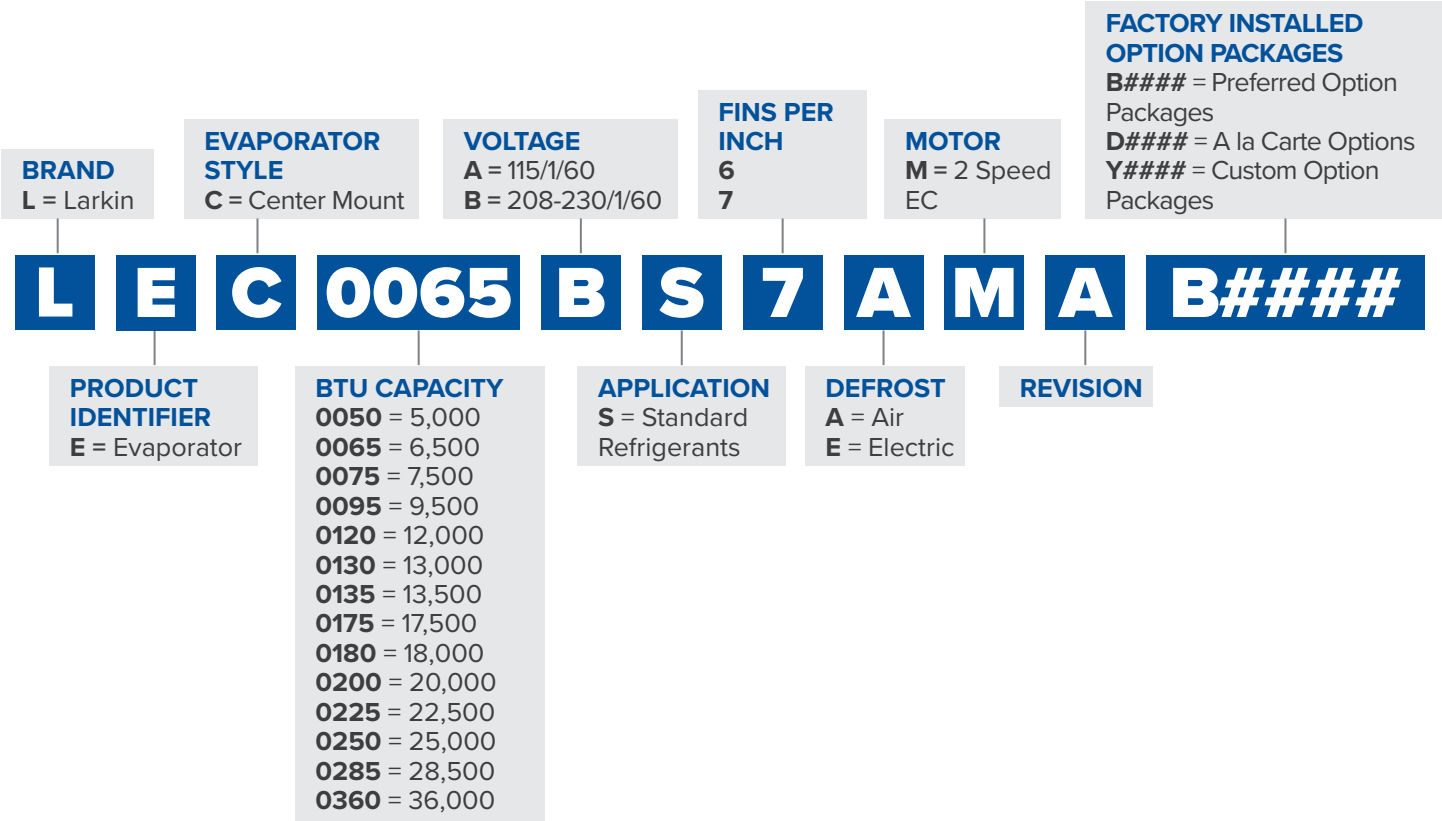 BRAND
L = Larkin
EVAPORATOR
STYLE
C = Center Mount
VOLTAGE
A = 115/1/60
B = 208-230/1/60
FINS PER
INCH
6
7
MOTOR
M = 2 Speed
EC
FACTORY INSTALLED
OPTION PACKAGES
B#### = Preferred Option
Packages
D#### = A la Carte Options
Y#### = Custom Option
Packages
L E C 0065 B S 7 A M A B####
PRODUCT
IDENTIFIER
E = Evaporator
BTU CAPACITY
0050 = 5,000
0065 = 6,500
0075 = 7,500
0095 = 9,500
0120 = 12,000
0130 = 13,000
0135 = 13,500
0175 = 17,500
0180 = 18,000
0200 = 20,000
0225 = 22,500
0250 = 25,000
0285 = 28,500
0360 = 36,000
APPLICATION
S = Standard
Refrigerants
DEFROST
A = Air
E = Electric
REVISION